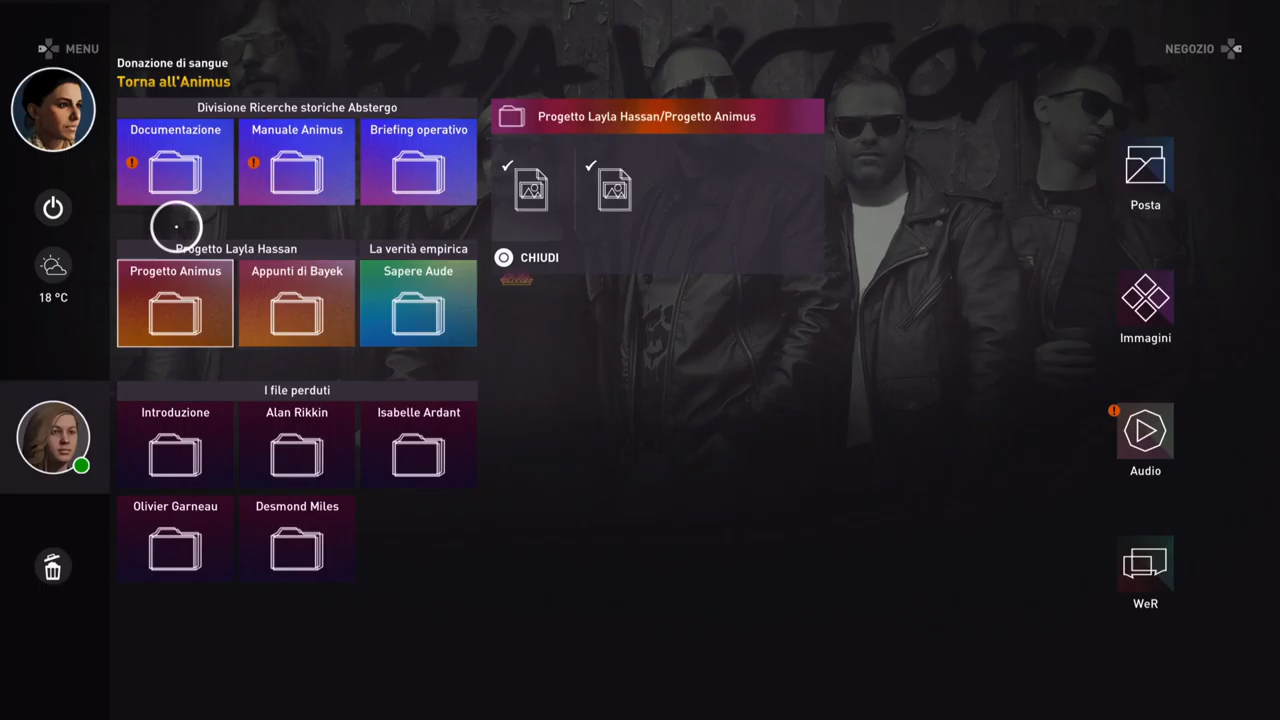 MENU
NEGOZIO
Donazione di sangue
Torna all'Animus
Divisione Ricerche storiche Abstergo
Documentazione
Manuale Animus
Briefing operativo
Progetto Layla Hassan/Progetto Animus
CHIUDI
Progetto Layla Hassan
La verità empirica
Progetto Animus
Appunti di Bayek
Sapere Aude
18 °C
I file perduti
Introduzione
Alan Rikkin
Isabelle Ardant
Olivier Garneau
Desmond Miles
Posta
Immagini
Audio
WeR